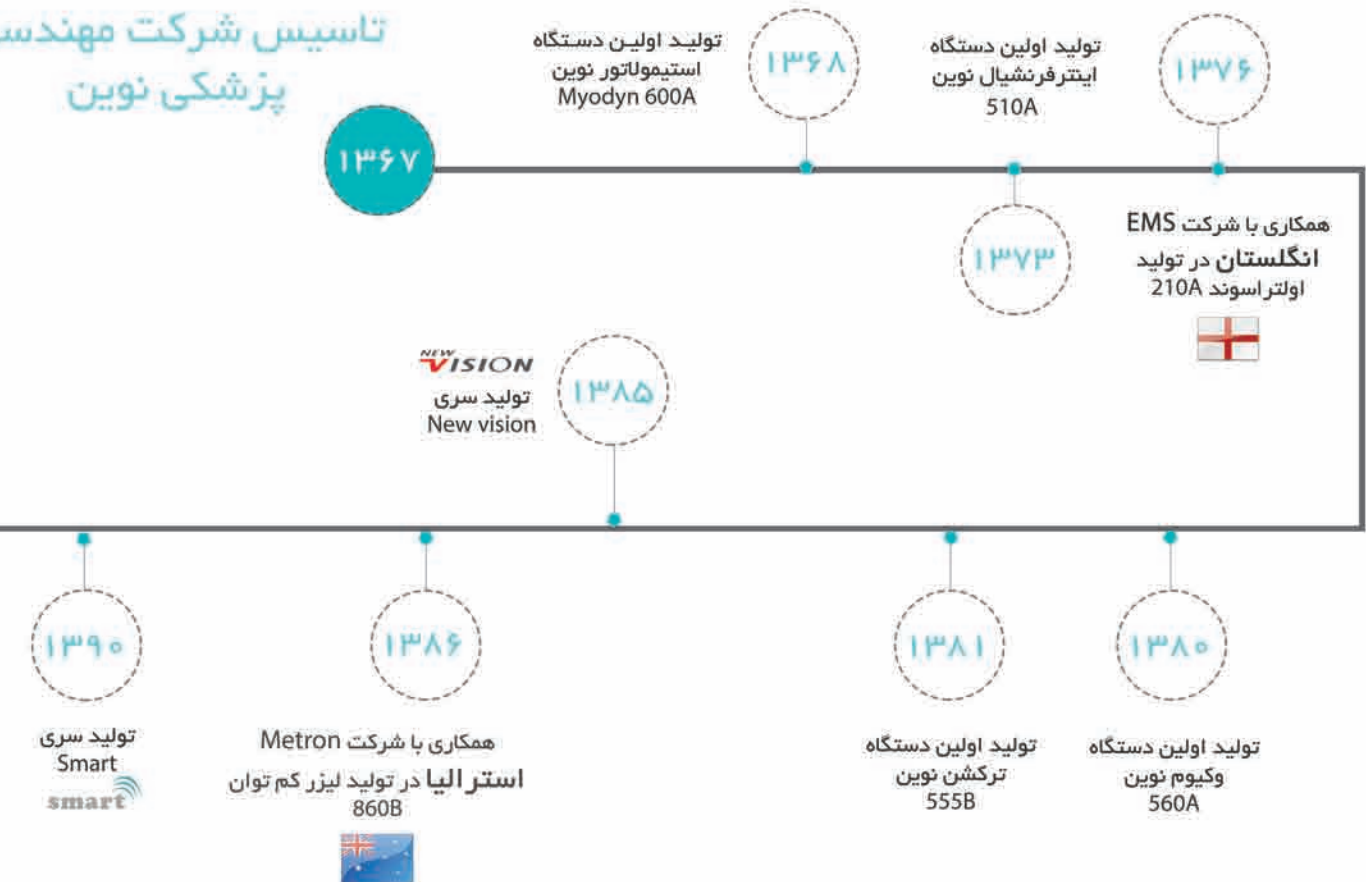 تاسیس شرکت مهندس
پزشکی نوین
۱۳۶۷
تولید اولین دستگاه
استیمولاتور نوین
Myodyn 600A
۱۳۶۸
تولید اولین دستگاه
اینترفرنشیال نوین
510A
۱۳۷۳
۱۳۷۶
همکاری با شرکت EMS
انگلستان در تولید
اولتراسوند 210A
۱۳۸۰
تولید اولین دستگاه
وکیوم نوین
560A
۱۳۸۱
تولید اولین دستگاه
ترکشن نوین
555B
۱۳۸۵
NEW VISION
تولید سری
New vision
۱۳۸۶
همکاری با شرکت Metron
استرالیا در تولید لیزر کم توان
860B
۱۳۹۰
تولید سری
Smart
smart